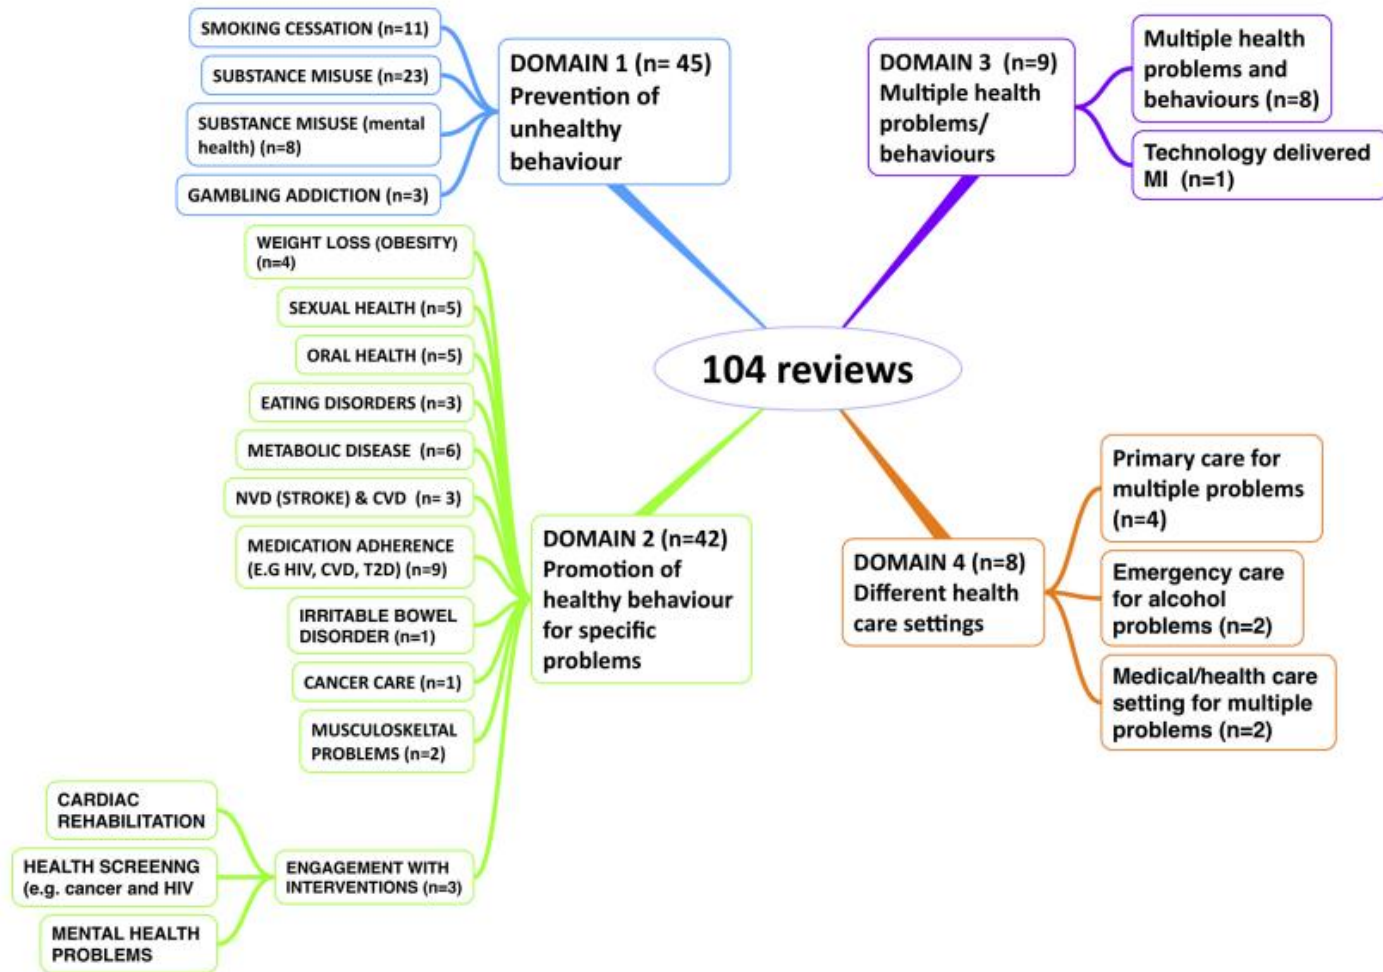 SMOKING CESSATION (n=11)
SUBSTANCE MISUSE (n=23)
SUBSTANCE MISUSE (mental
health) (n=8)
GAMBLING ADDICTION (n=3)
DOMAIN 1 (n= 45)
Prevention of
unhealthy
behaviour
DOMAIN 3 (n=9)
Multiple health
problems/
behaviours
Multiple health
problems and
behaviours (n=8)
Technology delivered
MI (n=1)
104 reviews
WEIGHT LOSS (OBESITY)
(n=4)
SEXUAL HEALTH (n=5)
ORAL HEALTH (n=5)
EATING DISORDERS (n=3)
METABOLIC DISEASE (n=6)
NVD (STROKE) & CVD (n= 3)
MEDICATION ADHERENCE
(E.G HIV, CVD, T2D) (n=9)
IRRITABLE BOWEL
DISORDER (n=1)
CANCER CARE (n=1)
MUSCULOSKELTAL
PROBLEMS (n=2)
ENGAGEMENT WITH
INTERVENTIONS (n=3)
CARDIAC
REHABILITATION
HEALTH SCREENNG
(e.g. cancer and HIV
MENTAL HEALTH
PROBLEMS
DOMAIN 2 (n=42)
Promotion of
healthy behaviour
for specific
problems
DOMAIN 4 (n=8)
Different health
care settings
Primary care for
multiple problems
(n=4)
Emergency care
for alcohol
problems (n=2)
Medical/health care
setting for multiple
problems (n=2)